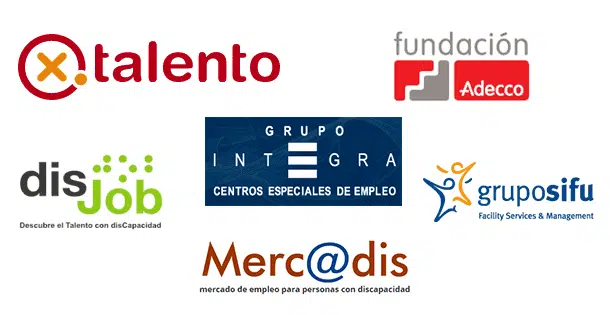 x.talento
fundación
Adecco
GRUPO
INTEGRA
CENTROS ESPECIALES DE EMPLEO
disJob
Descubre el Talento con disCapacidad
gruposifu
Facility Services & Management
Merc@dis
mercado de empleo para personas con discapacidad